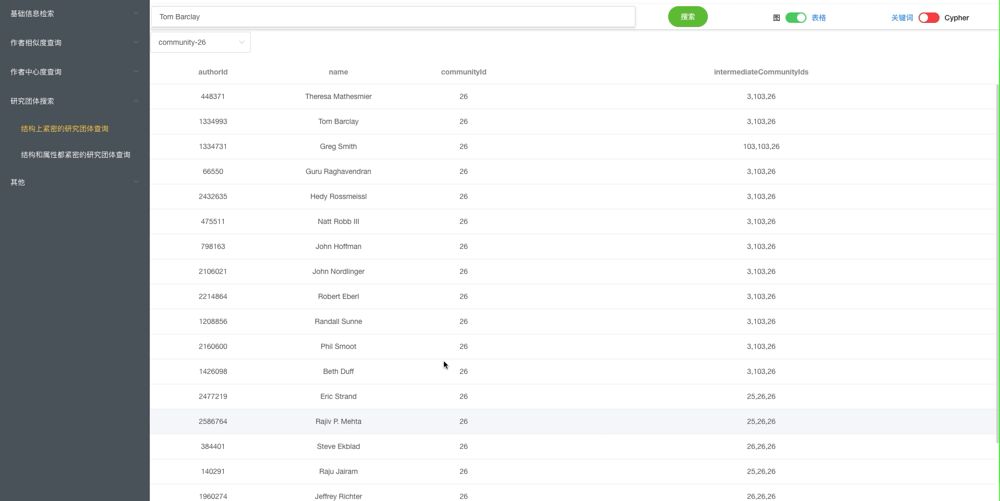 基础信息检索
作者相似度查询
作者中心度查询
研究团体搜索
结构上紧密的研究团体查询
结构和属性都紧密的研究团体查询
其他
Tom Barclay 搜索 图 表格 关键词 Cypher
community-26
authorId name communityId intermediateCommunityIds
448371 Theresa Mathesmier 26 3,103,26
1334993 Tom Barclay 26 3,103,26
1334731 Greg Smith 26 103,103,26
66550 Guru Raghavendran 26 3,103,26
2432635 Hedy Rossmeissl 26 3,103,26
475511 Natt Robb III 26 3,103,26
798163 John Hoffman 26 3,103,26
2106021 John Nordlinger 26 3,103,26
2214864 Robert Eberl 26 3,103,26
1208856 Randall Sunne 26 3,103,26
2160600 Phil Smoot 26 3,103,26
1426098 Beth Duff 26 3,103,26
2477219 Eric Strand 26 25,26,26
2586764 Rajiv P. Mehta 26 25,26,26
384401 Steve Ekblad 26 26,26,26
140291 Raju Jairam 26 25,26,26
1960274 Jeffrey Richter 26 26,26,26